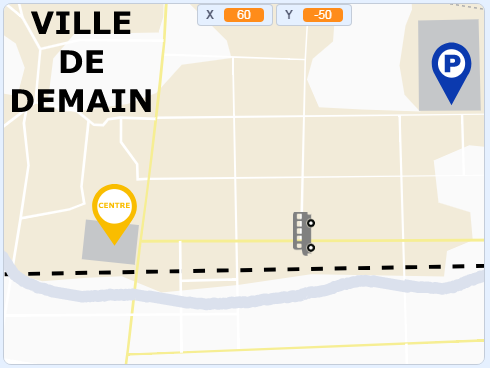 VILLE
DE
DEMAIN
X 60 Y -50
P
CENTRE